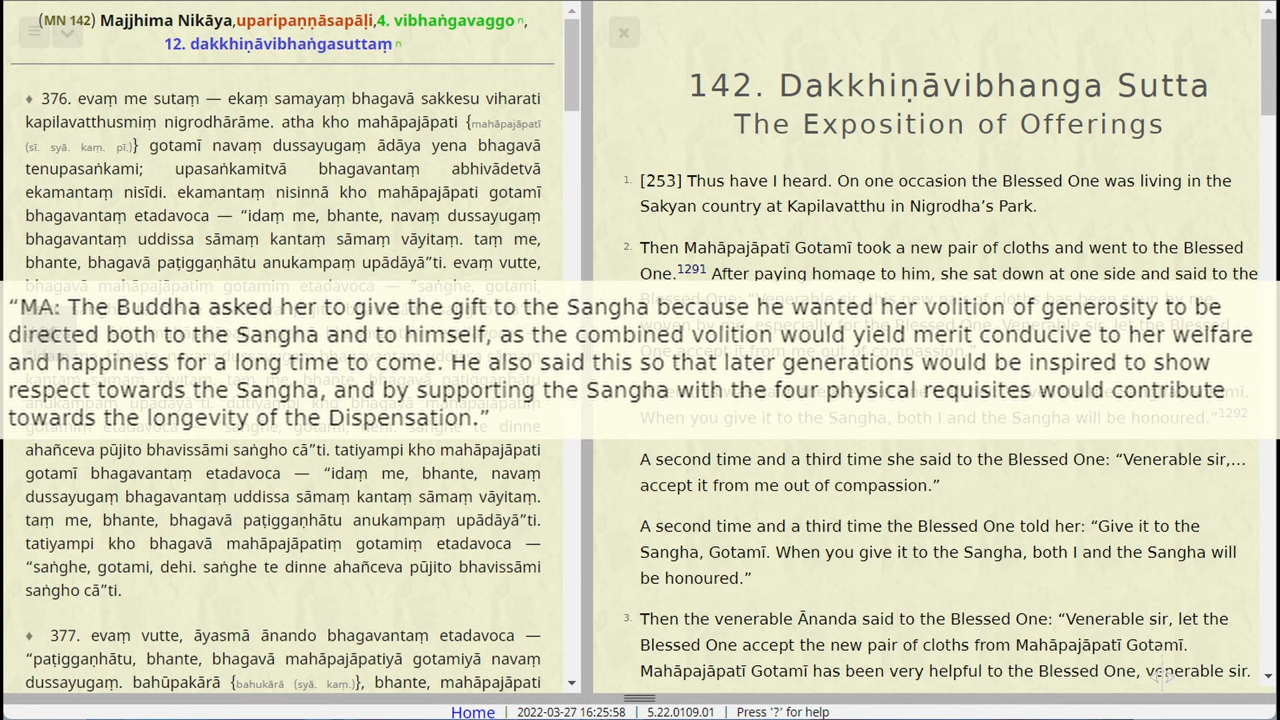 (MN 142) Majjhima Nikāya,uparipaṇṇāsapāḷi,4. vibhaṅgavaggo n,
12. dakkhiṇāvibhaṅgasuttaṃ n
♦ 376. evaṃ me sutaṃ — ekaṃ samayaṃ bhagavā sakkesu viharati
kapilavatthusmiṃ nigrodhārāme. atha kho mahāpajāpati {mahāpajāpatī
(sī. syā. kaṃ. pī.)} gotamī navaṃ dussayugaṃ ādāya yena bhagavā
tenupasaṅkami; upasaṅkamitvā bhagavantaṃ abhivādetvā
ekamantaṃ nisīdi. ekamantaṃ nisinnā kho mahāpajāpati gotamī
bhagavantaṃ etadavoca — “idaṃ me, bhante, navaṃ dussayugaṃ
bhagavantaṃ uddissa sāmaṃ kantaṃ sāmaṃ vāyitaṃ. taṃ me,
bhante, bhagavā paṭiggaṇhātu anukampaṃ upādāyā”ti. evaṃ vutte,
bhagavā mahāpajāpatiṃ gotamiṃ etadavoca — “saṅghe, gotami,
“MA: The Buddha asked her to give the gift to the Sangha because he wanted her volition of generosity to be
directed both to the Sangha and to himself, as the combined volition would yield merit conducive to her welfare
and happiness for a long time to come. He also said this so that later generations would be inspired to show
respect towards the Sangha, and by supporting the Sangha with the four physical requisites would contribute
towards the longevity of the Dispensation.”
ahañceva pūjito bhavissāmi saṅgho cā”ti. tatiyampi kho mahāpajāpati
gotamī bhagavantaṃ etadavoca — “idaṃ me, bhante, navaṃ
dussayugaṃ bhagavantaṃ uddissa sāmaṃ kantaṃ sāmaṃ vāyitaṃ.
taṃ me, bhante, bhagavā paṭiggaṇhātu anukampaṃ upādāyā”ti.
tatiyampi kho bhagavā mahāpajāpatiṃ gotamiṃ etadavoca —
“saṅghe, gotami, dehi. saṅghe te dinne ahañceva pūjito bhavissāmi
saṅgho cā”ti.
♦ 377. evaṃ vutte, āyasmā ānando bhagavantaṃ etadavoca —
“paṭiggaṇhātu, bhante, bhagavā mahāpajāpatiyā gotamiyā navaṃ
dussayugaṃ. bahūpakārā {bahukārā (syā. kaṃ.)}, bhante, mahāpajāpati
142. Dakkhiṇāvibhanga Sutta
The Exposition of Offerings
1. [253] Thus have I heard. On one occasion the Blessed One was living in the
Sakyan country at Kapilavatthu in Nigrodha’s Park.
2. Then Mahāpajāpatī Gotamī took a new pair of cloths and went to the Blessed
One.1291 After paying homage to him, she sat down at one side and said to the
When you give it to the Sangha, both I and the Sangha will be honoured.”1292
A second time and a third time she said to the Blessed One: “Venerable sir,…
accept it from me out of compassion.”
A second time and a third time the Blessed One told her: “Give it to the
Sangha, Gotamī. When you give it to the Sangha, both I and the Sangha will
be honoured.”
3. Then the venerable Ānanda said to the Blessed One: “Venerable sir, let the
Blessed One accept the new pair of cloths from Mahāpajāpatī Gotamī.
Mahāpajāpatī Gotamī has been very helpful to the Blessed One, venerable sir.
Home | 2022-03-27 16:25:58 | 5.22.0109.01 | Press '?' for help